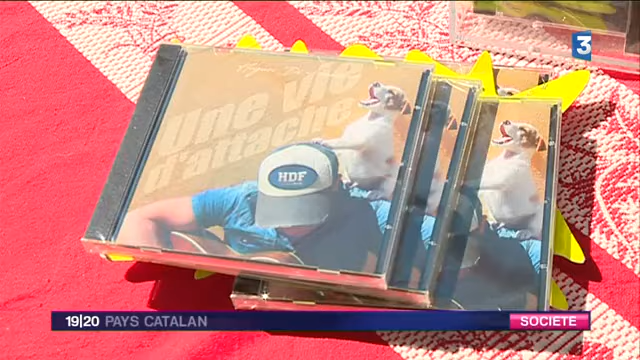 3
Une vie
d'attache
HDF
19|20 PAYS CATALAN
SOCIETE